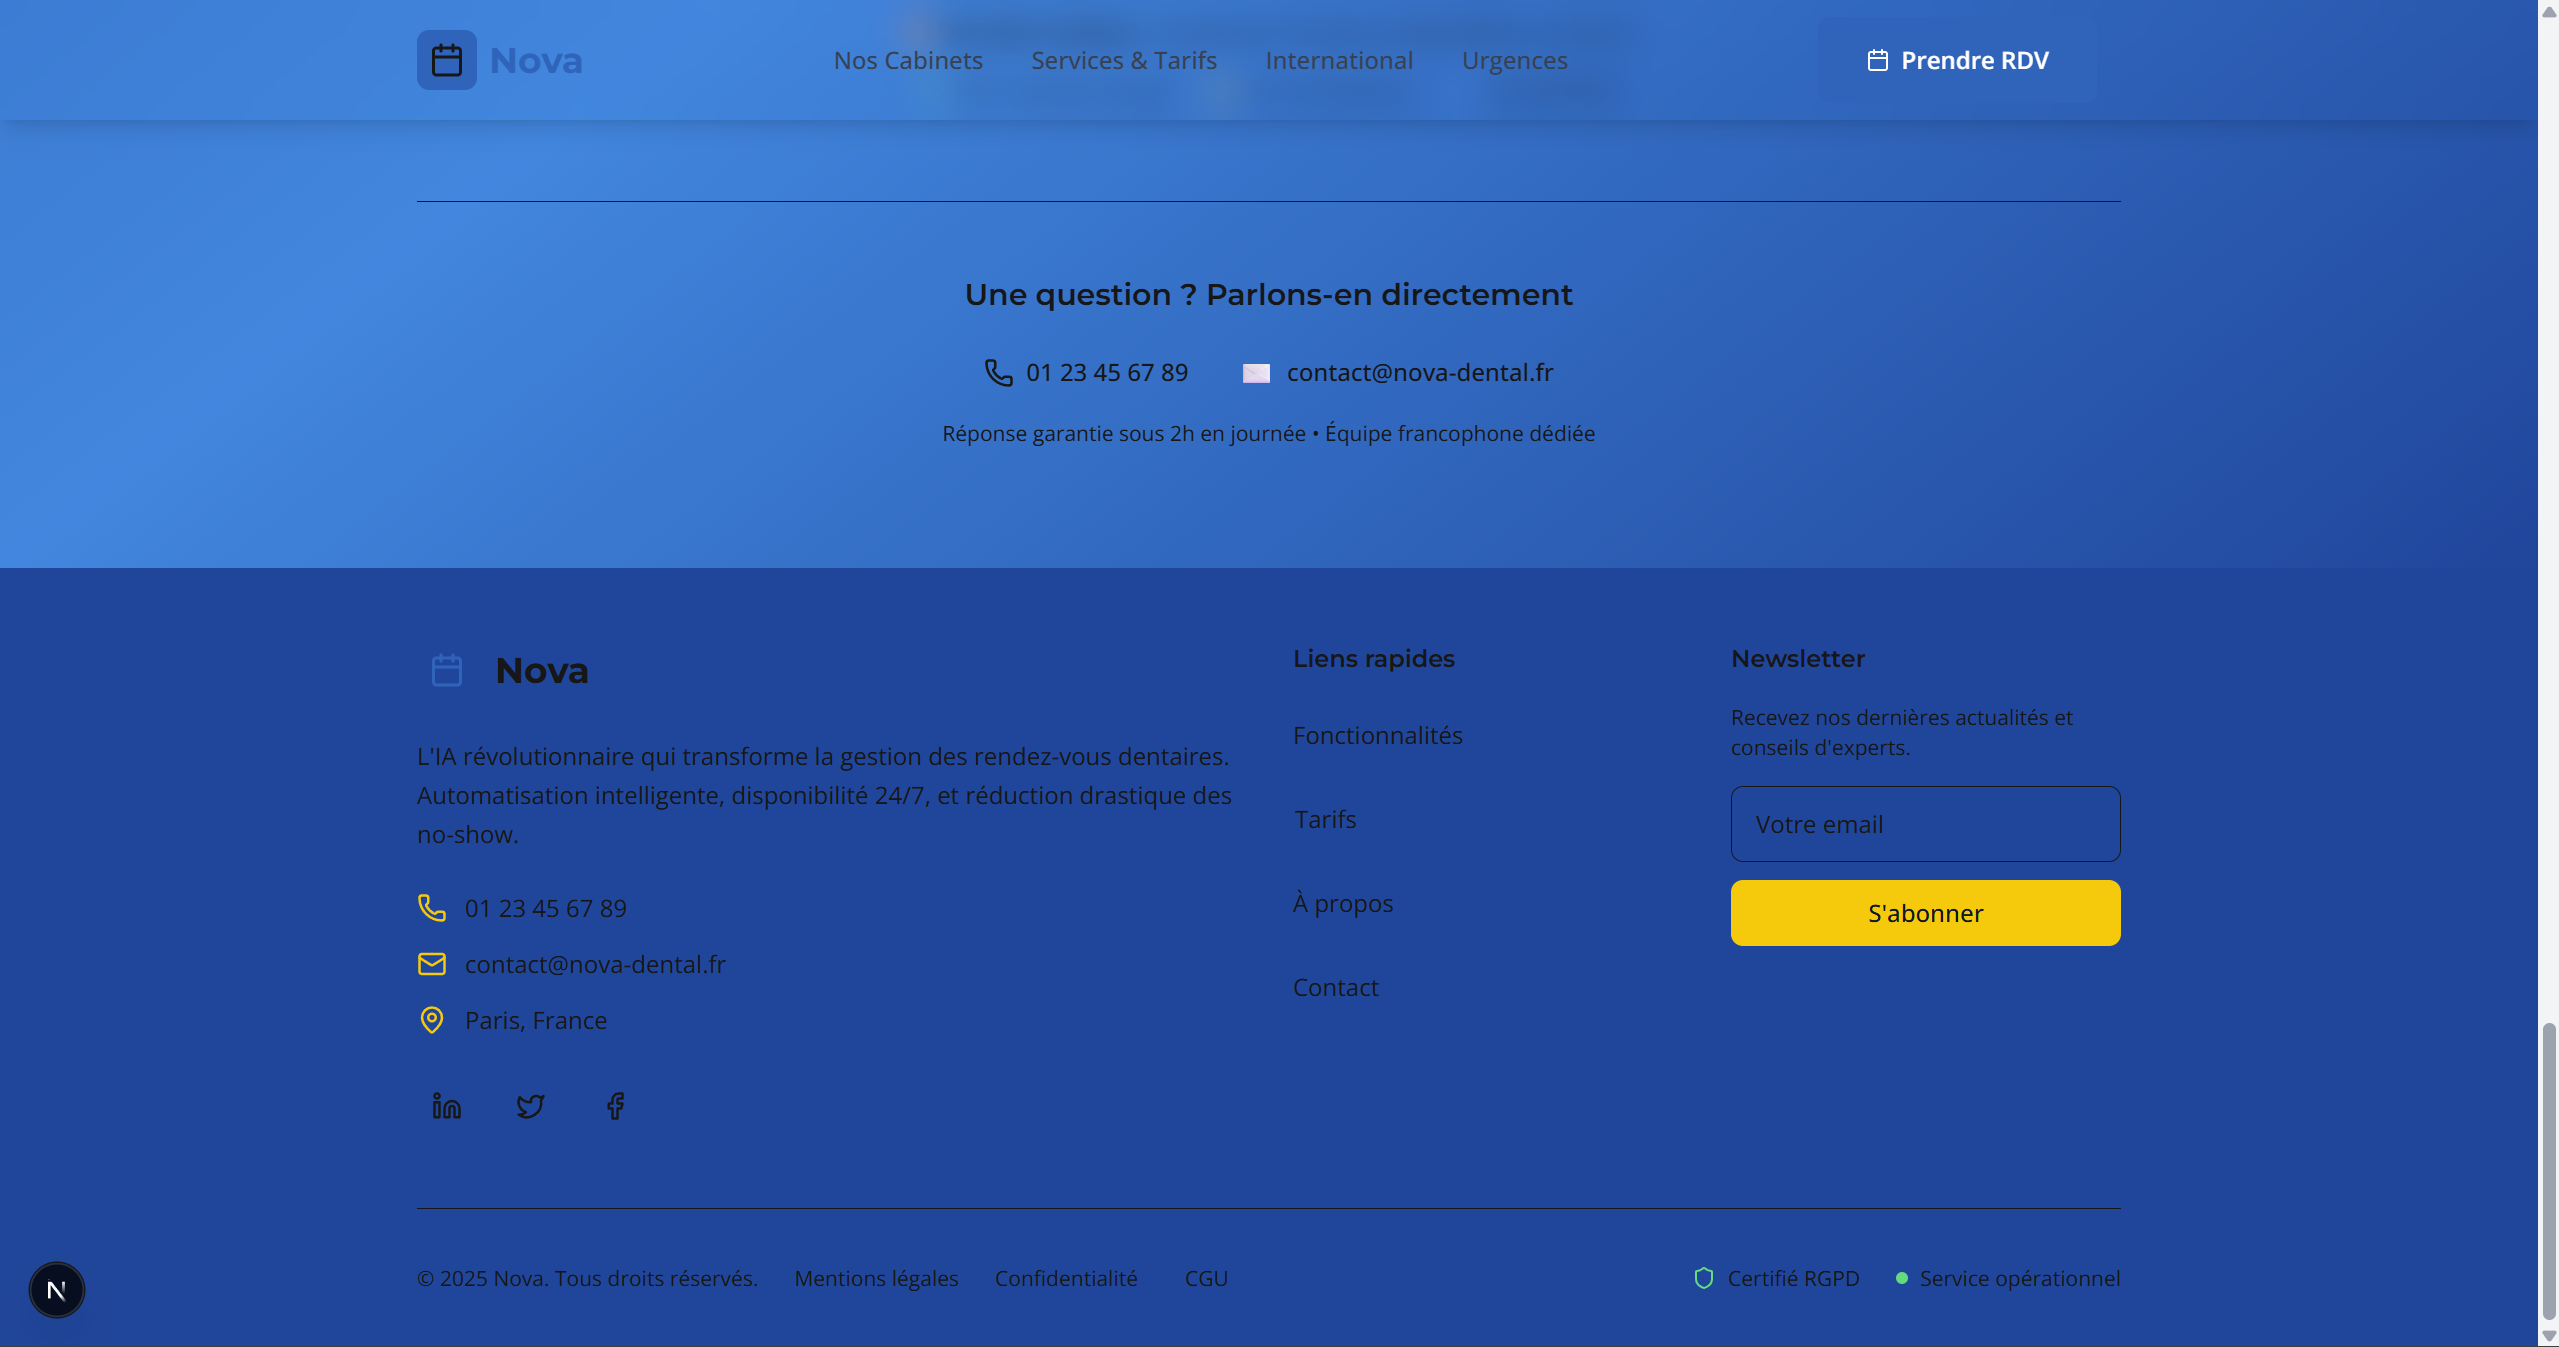 Nova
Nos Cabinets
Services & Tarifs
International
Urgences
Prendre RDV
Une question ? Parlons-en directement
01 23 45 67 89
contact@nova-dental.fr
Réponse garantie sous 2h en journée • Équipe francophone dédiée
Nova
L'IA révolutionnaire qui transforme la gestion des rendez-vous dentaires.
Automatisation intelligente, disponibilité 24/7, et réduction drastique des
no-show.
01 23 45 67 89
contact@nova-dental.fr
Paris, France
Liens rapides
Fonctionnalités
Tarifs
À propos
Contact
Newsletter
Recevez nos dernières actualités et
conseils d'experts.
Votre email
S'abonner
© 2025 Nova. Tous droits réservés.
Mentions légales
Confidentialité
CGU
Certifié RGPD
Service opérationnel
N